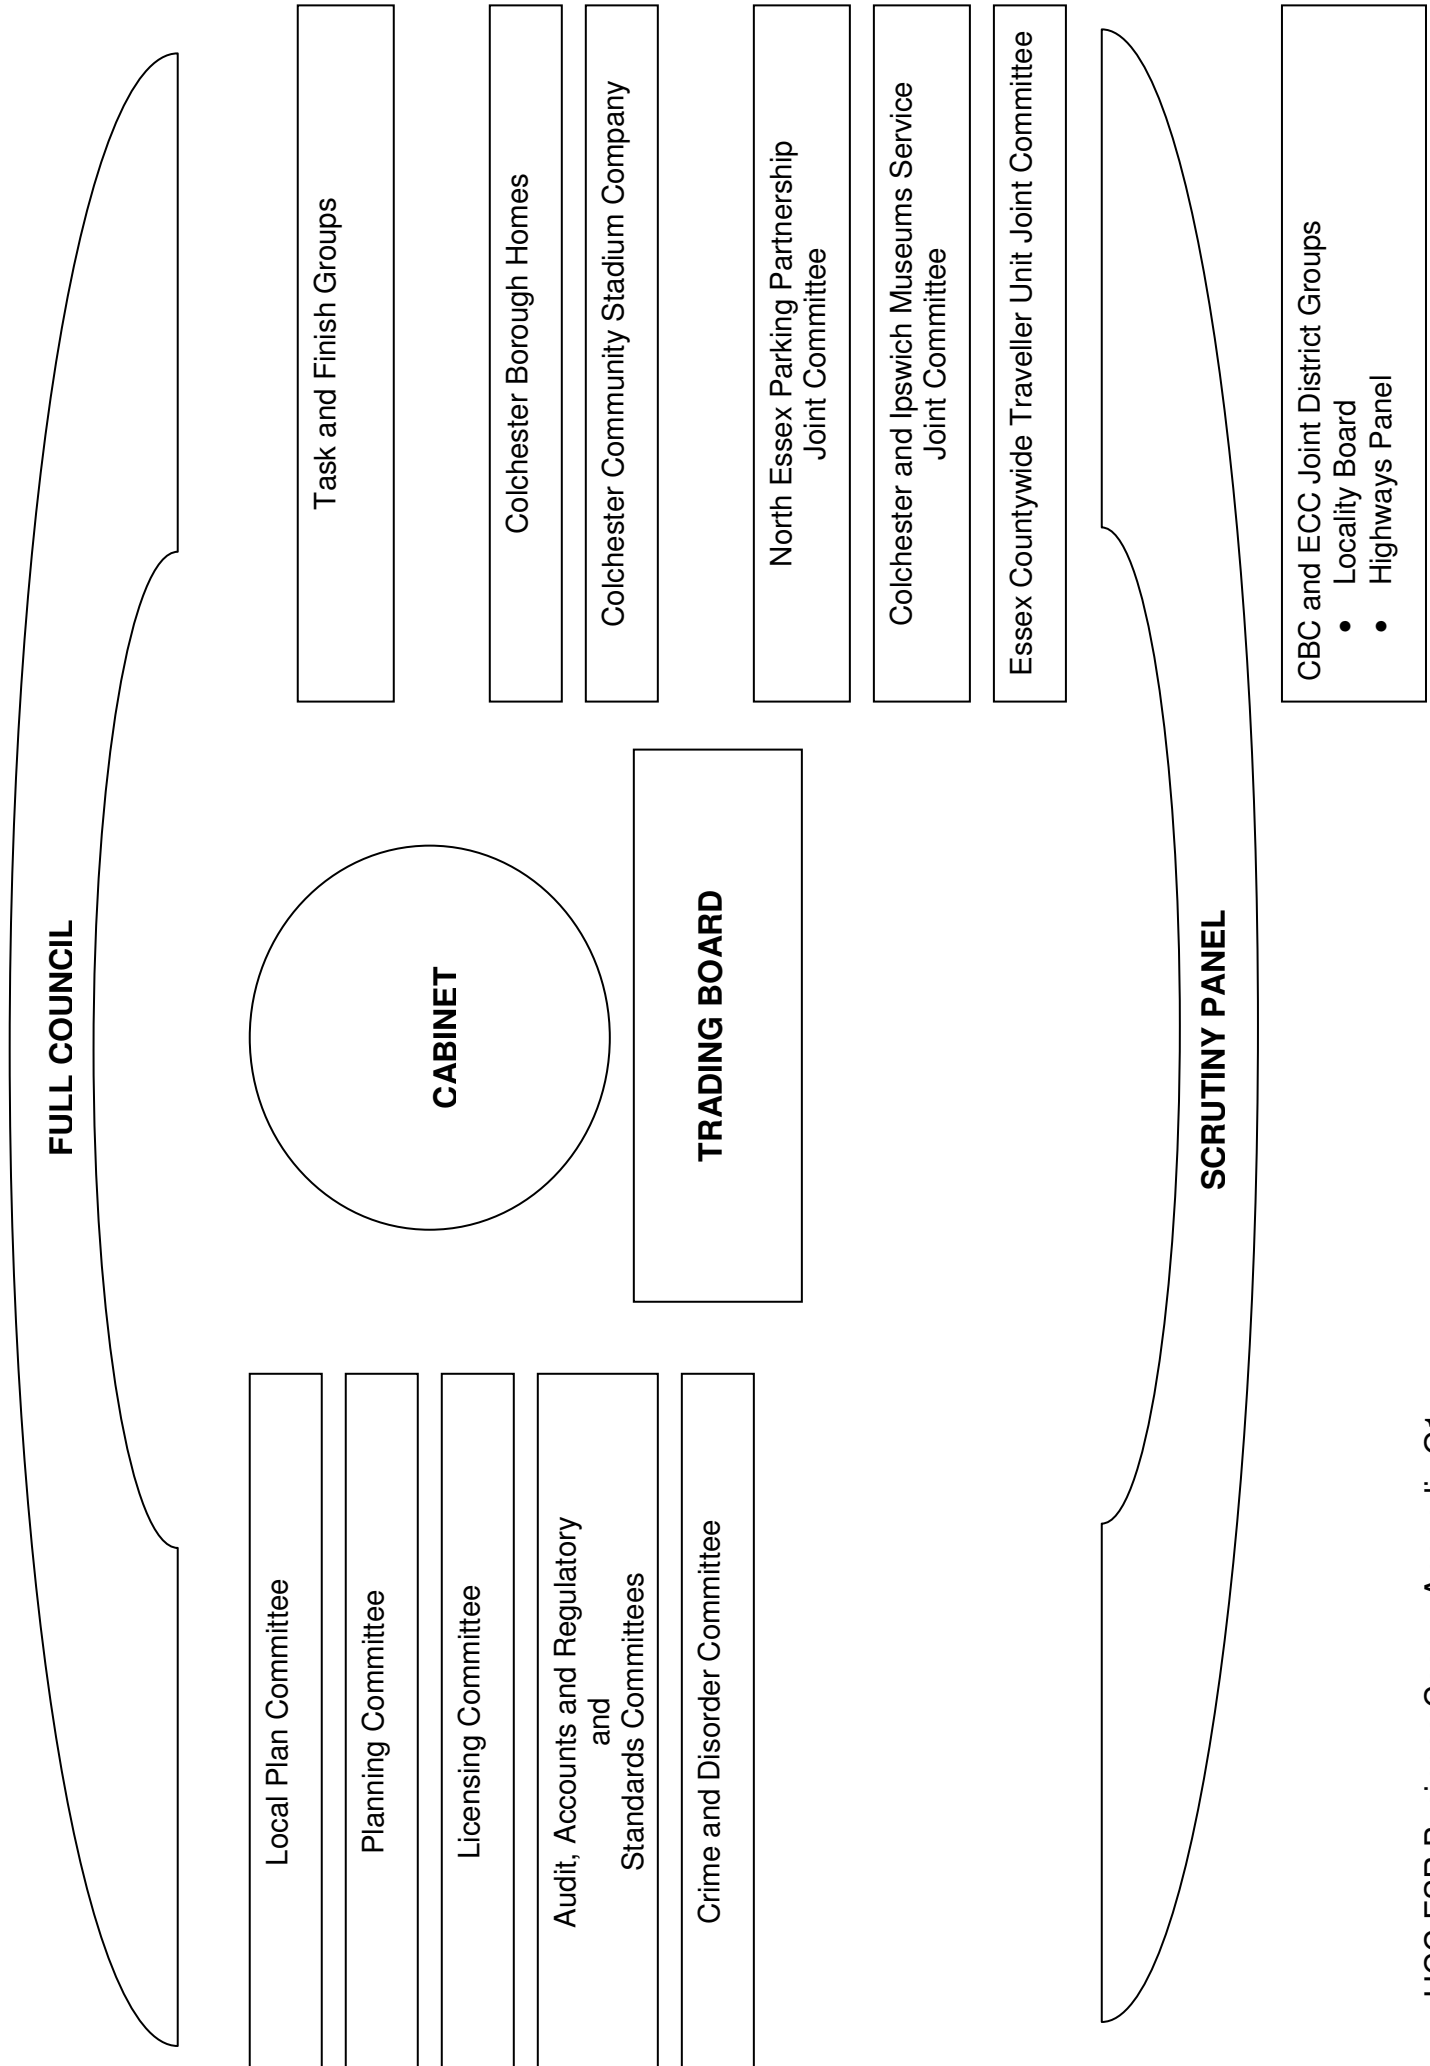 FULL COUNCIL
Local Plan Committee
Planning Committee
Licensing Committee
Audit, Accounts and Regulatory
and
Standards Committees
Crime and Disorder Committee
CABINET
TRADING BOARD
Task and Finish Groups
Colchester Borough Homes
Colchester Community Stadium Company
North Essex Parking Partnership
Joint Committee
Colchester and Ipswich Museums Service
Joint Committee
Essex Countywide Traveller Unit Joint Committee
SCRUTINY PANEL
CBC and ECC Joint District Groups
• Locality Board
• Highways Panel